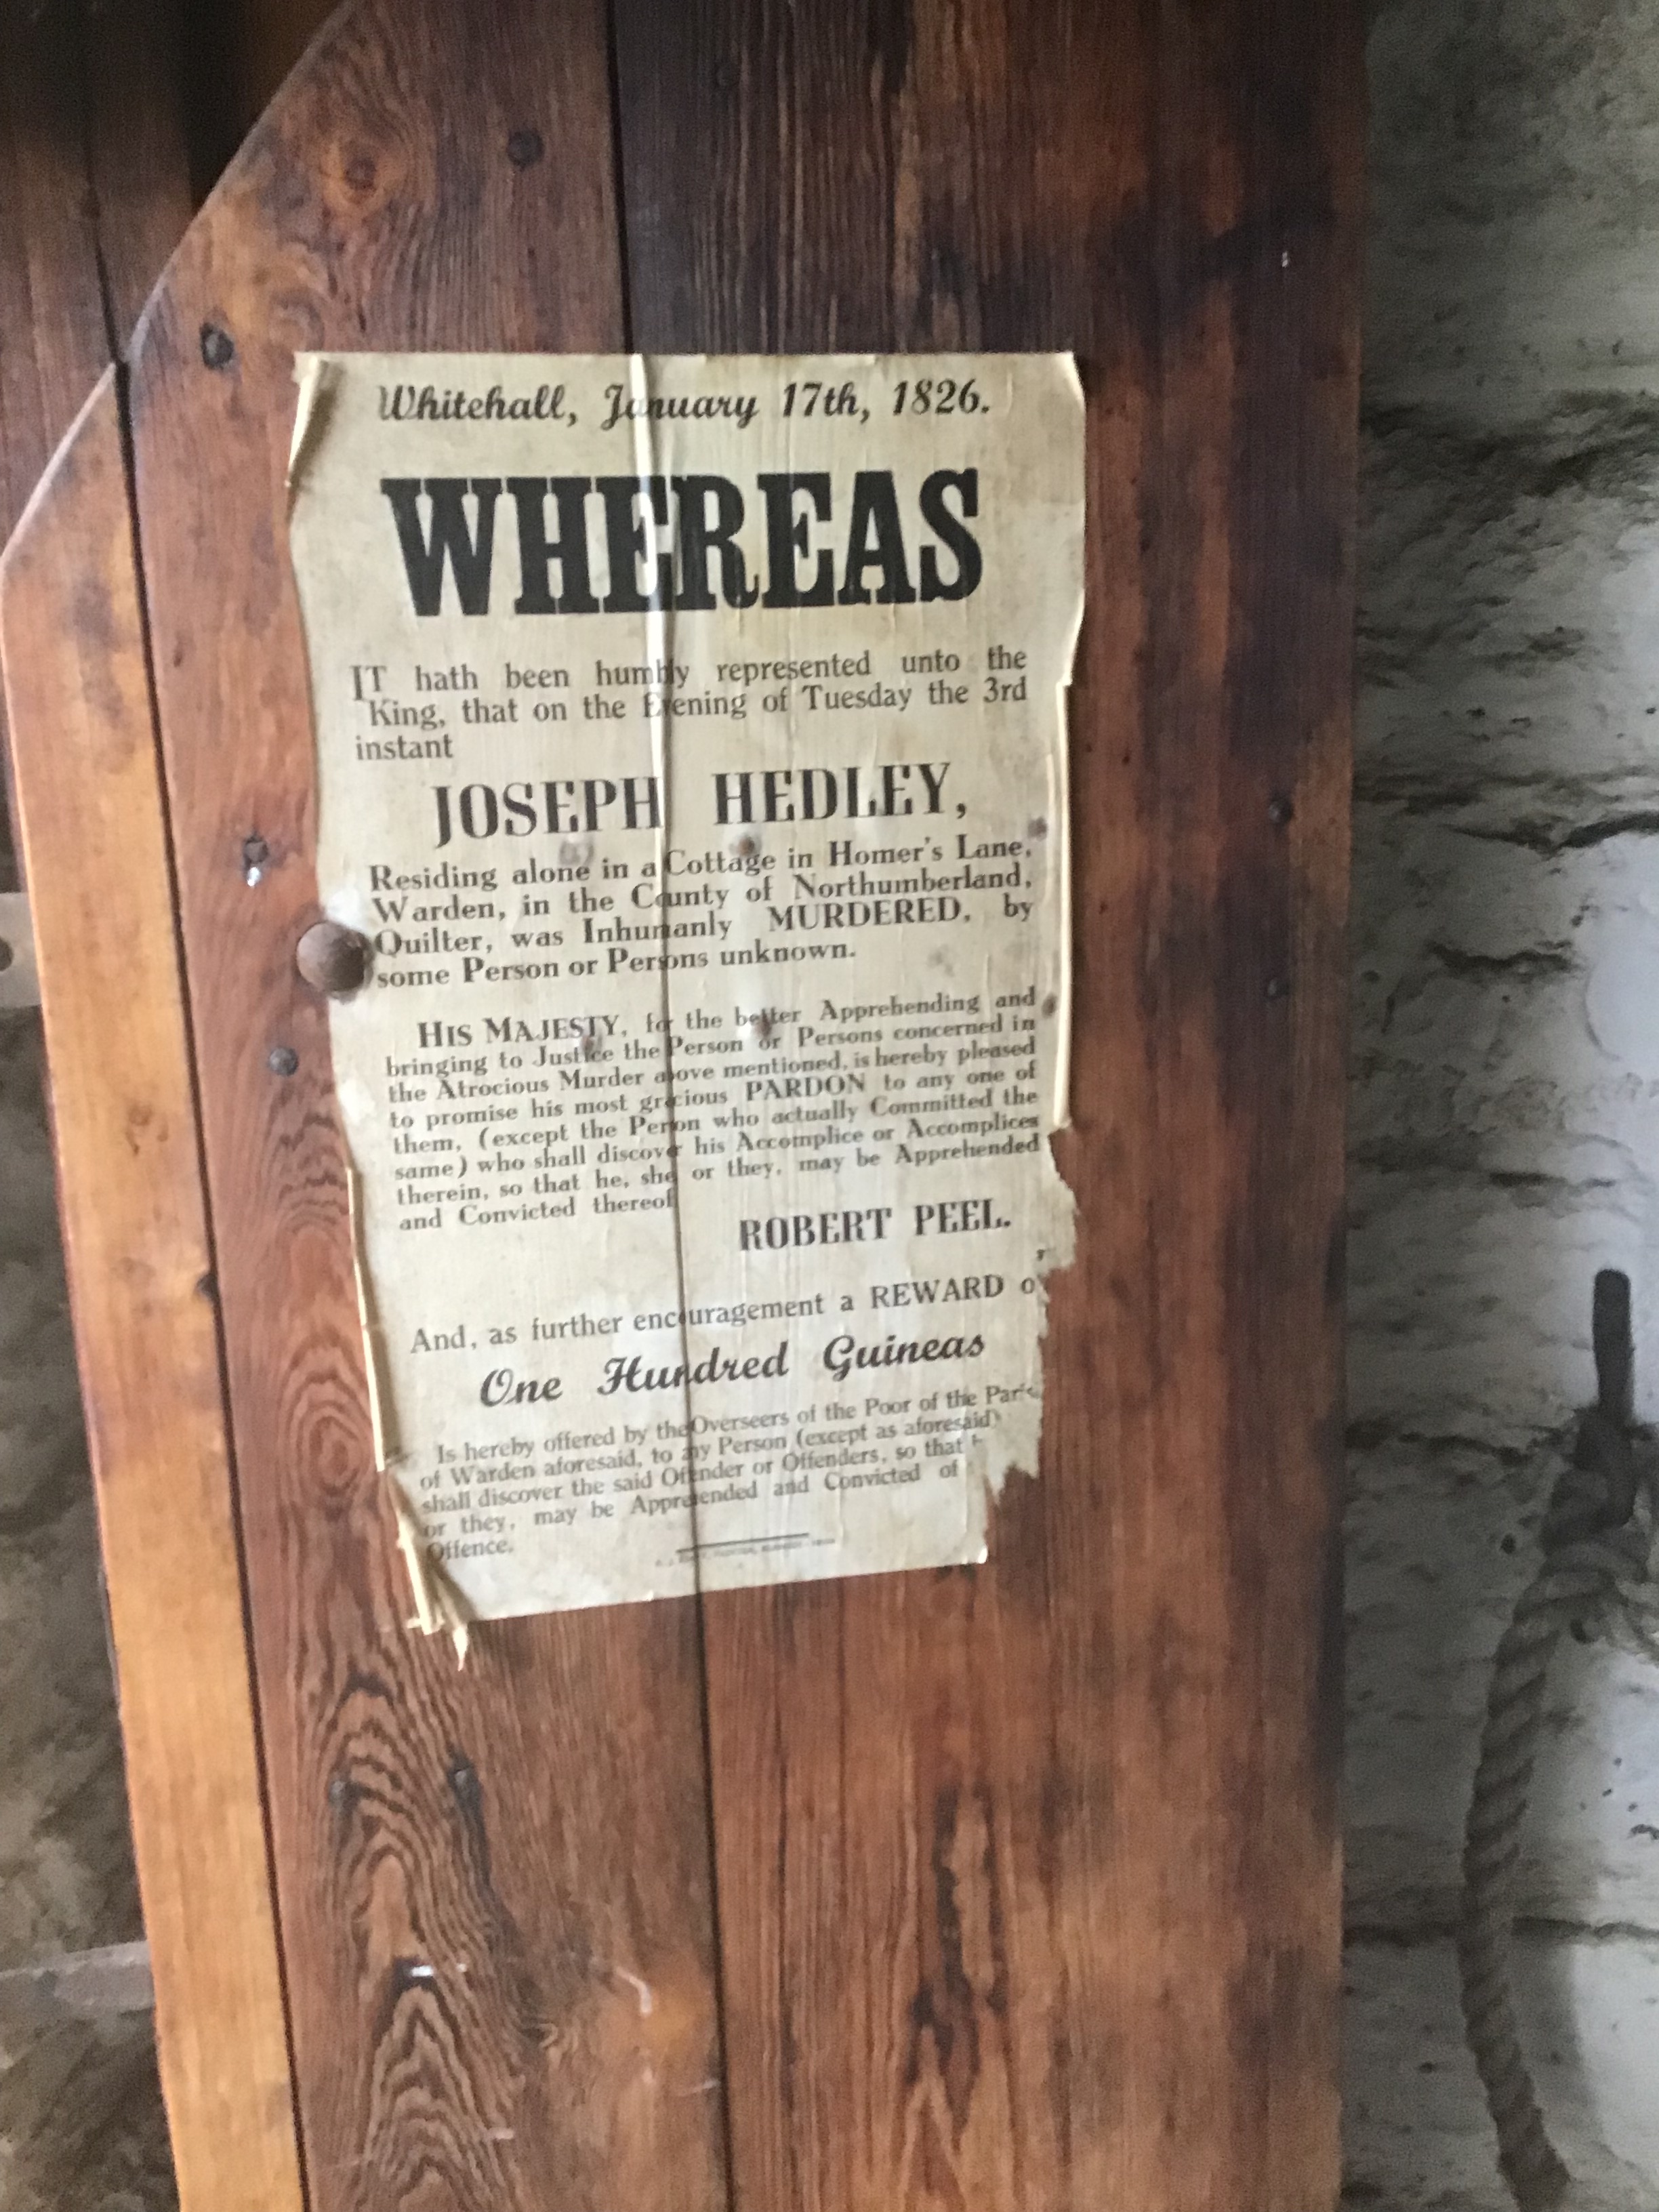 Whitehall, January 17th, 1826.
WHEREAS
IT hath been humbly represented unto the
King, that on the Evening of Tuesday the 3rd
instant
JOSEPH HEDLEY,
Residing alone in a Cottage in Homer's Lane,
Warden, in the County of Northumberland,
Quilter, was Inhumanly MURDERED, by
some Person or Persons unknown.
HIS MAJESTY, for the better Apprehending and
bringing to Justice the Person or Persons concerned in
the Atrocious Murder above mentioned, is hereby pleased
to promise his most gracious PARDON to any one of
them, (except the Person who actually Committed the
same) who shall discover his Accomplice or Accomplices
therein, so that he, she or they, may be Apprehended
and Convicted thereof
ROBERT PEEL.
And, as further encouragement a REWARD o
One Hundred Guineas
Is hereby offered by the Overseers of the Poor of the Paris
of Warden aforesaid, to any Person (except as aforesaid)
shall discover the said Offender or Offenders, so that
or they, may be Apprehended and Convicted of
Offence.